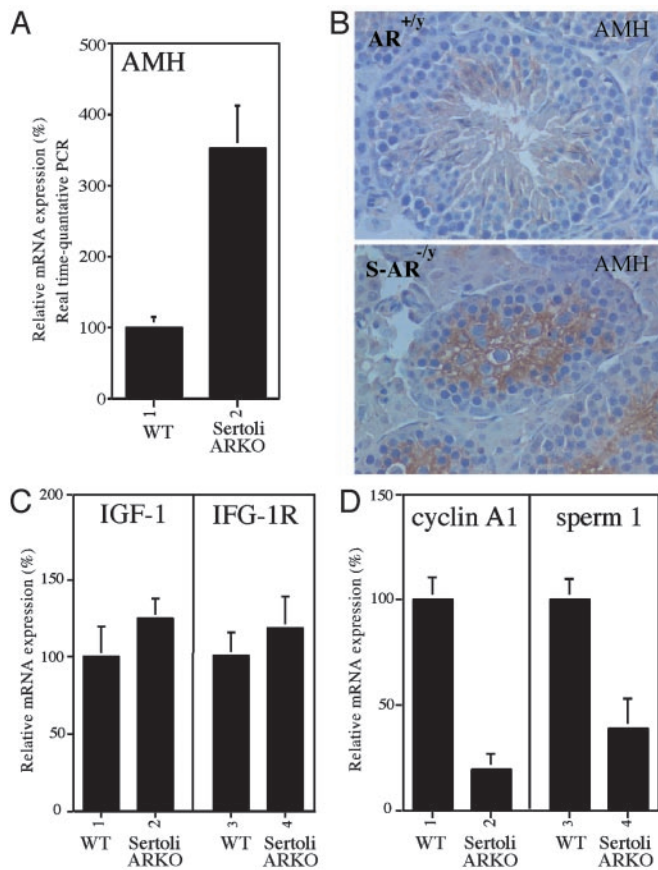 A
AMH
Relative mRNA expression (%)
Real time-quantative PCR
500
400
300
200
100
0
1
WT
2
Sertoli
ARKO
B
AR+/y
AMH
S-AR-/y
AMH
C
IGF-1
IFG-1R
Relative mRNA expression (%)
200
150
100
50
0
1
WT
2
Sertoli
ARKO
3
WT
4
Sertoli
ARKO
D
cyclin A1
sperm 1
Relative mRNA expression (%)
150
100
50
0
1
WT
2
Sertoli
ARKO
3
WT
4
Sertoli
ARKO